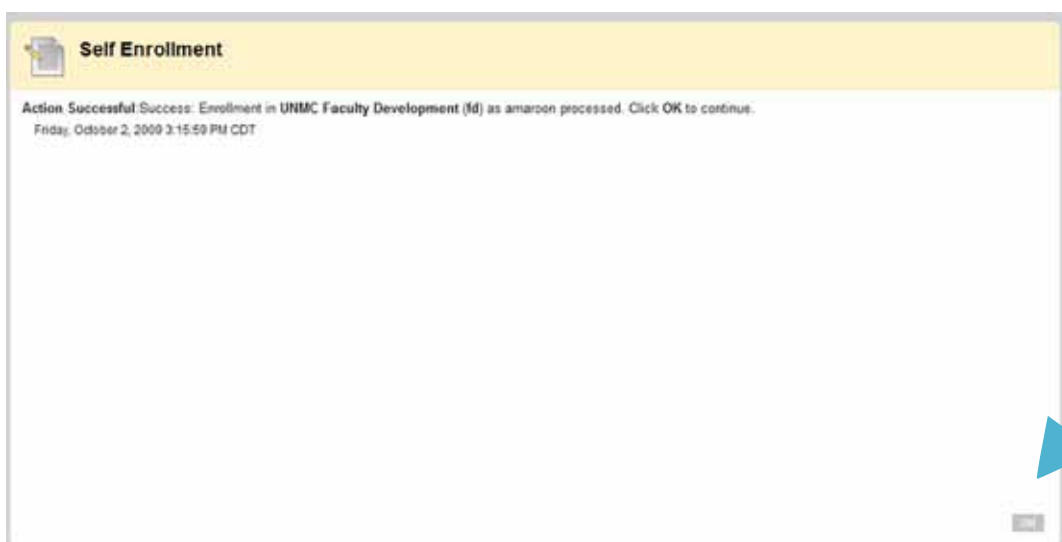 Self Enrollment
Action Successful:Success: Enrollment in UNMC Faculty Development (fd) as amaroen processed. Click OK to continue.
Friday, October 2, 2009 3:15:59 PM CDT